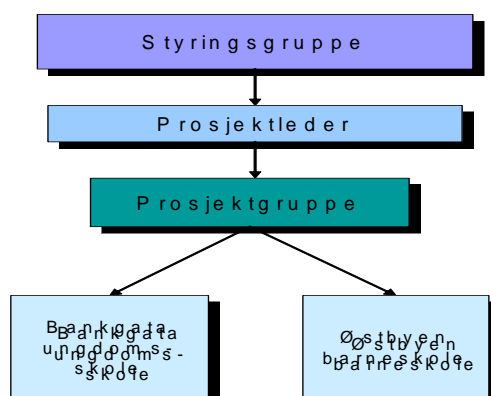 Styringsgruppe
Prosjektleder
Prosjektgruppe
Bankgata
ungdoms-
skole
Østbyen
barneskole